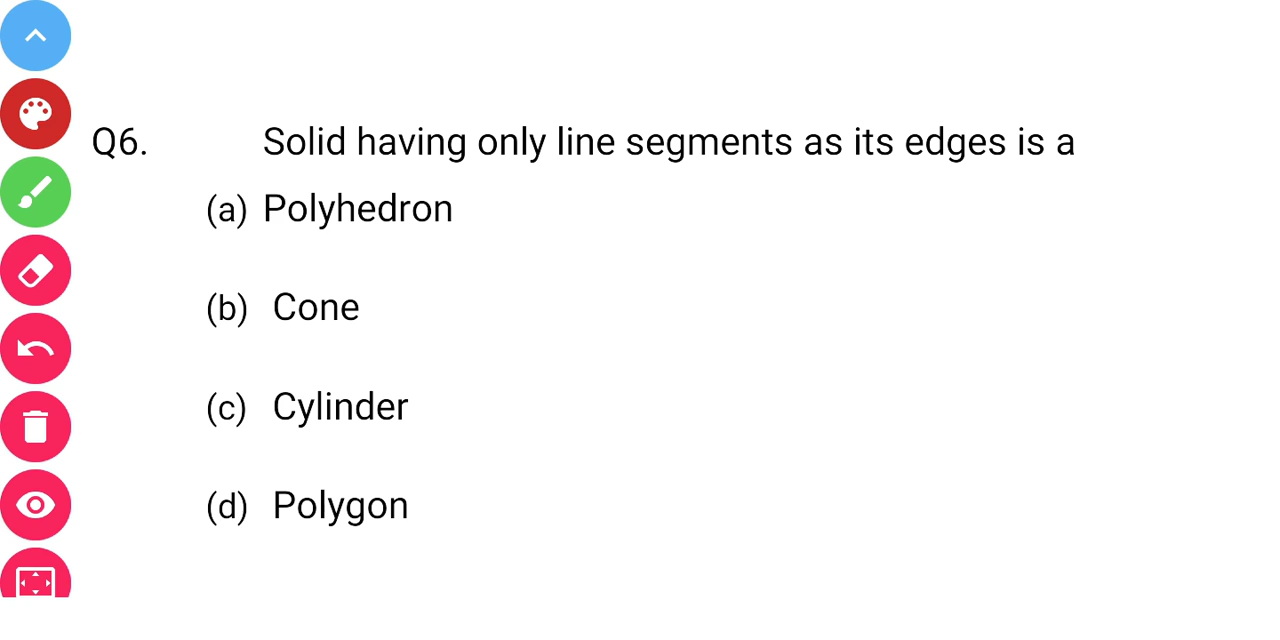 Q6. Solid having only line segments as its edges is a
(a) Polyhedron
(b) Cone
(c) Cylinder
(d) Polygon